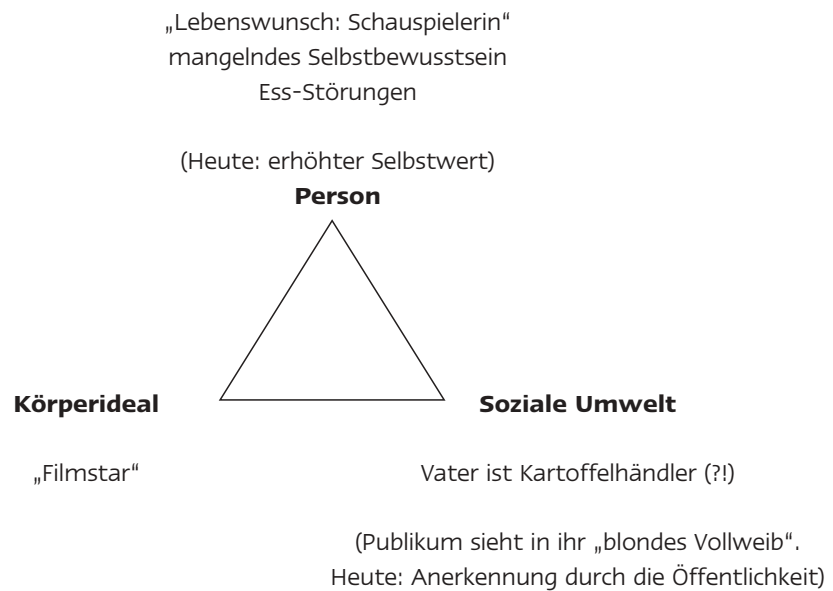 „Lebenswunsch: Schauspielerin“
mangelndes Selbstbewusstsein
Ess-Störungen
(Heute: erhöhter Selbstwert)
Person
Körperideal
Soziale Umwelt
„Filmstar“
Vater ist Kartoffelhändler (?!)
(Publikum sieht in ihr „blondes Vollweib“.
Heute: Anerkennung durch die Öffentlichkeit)